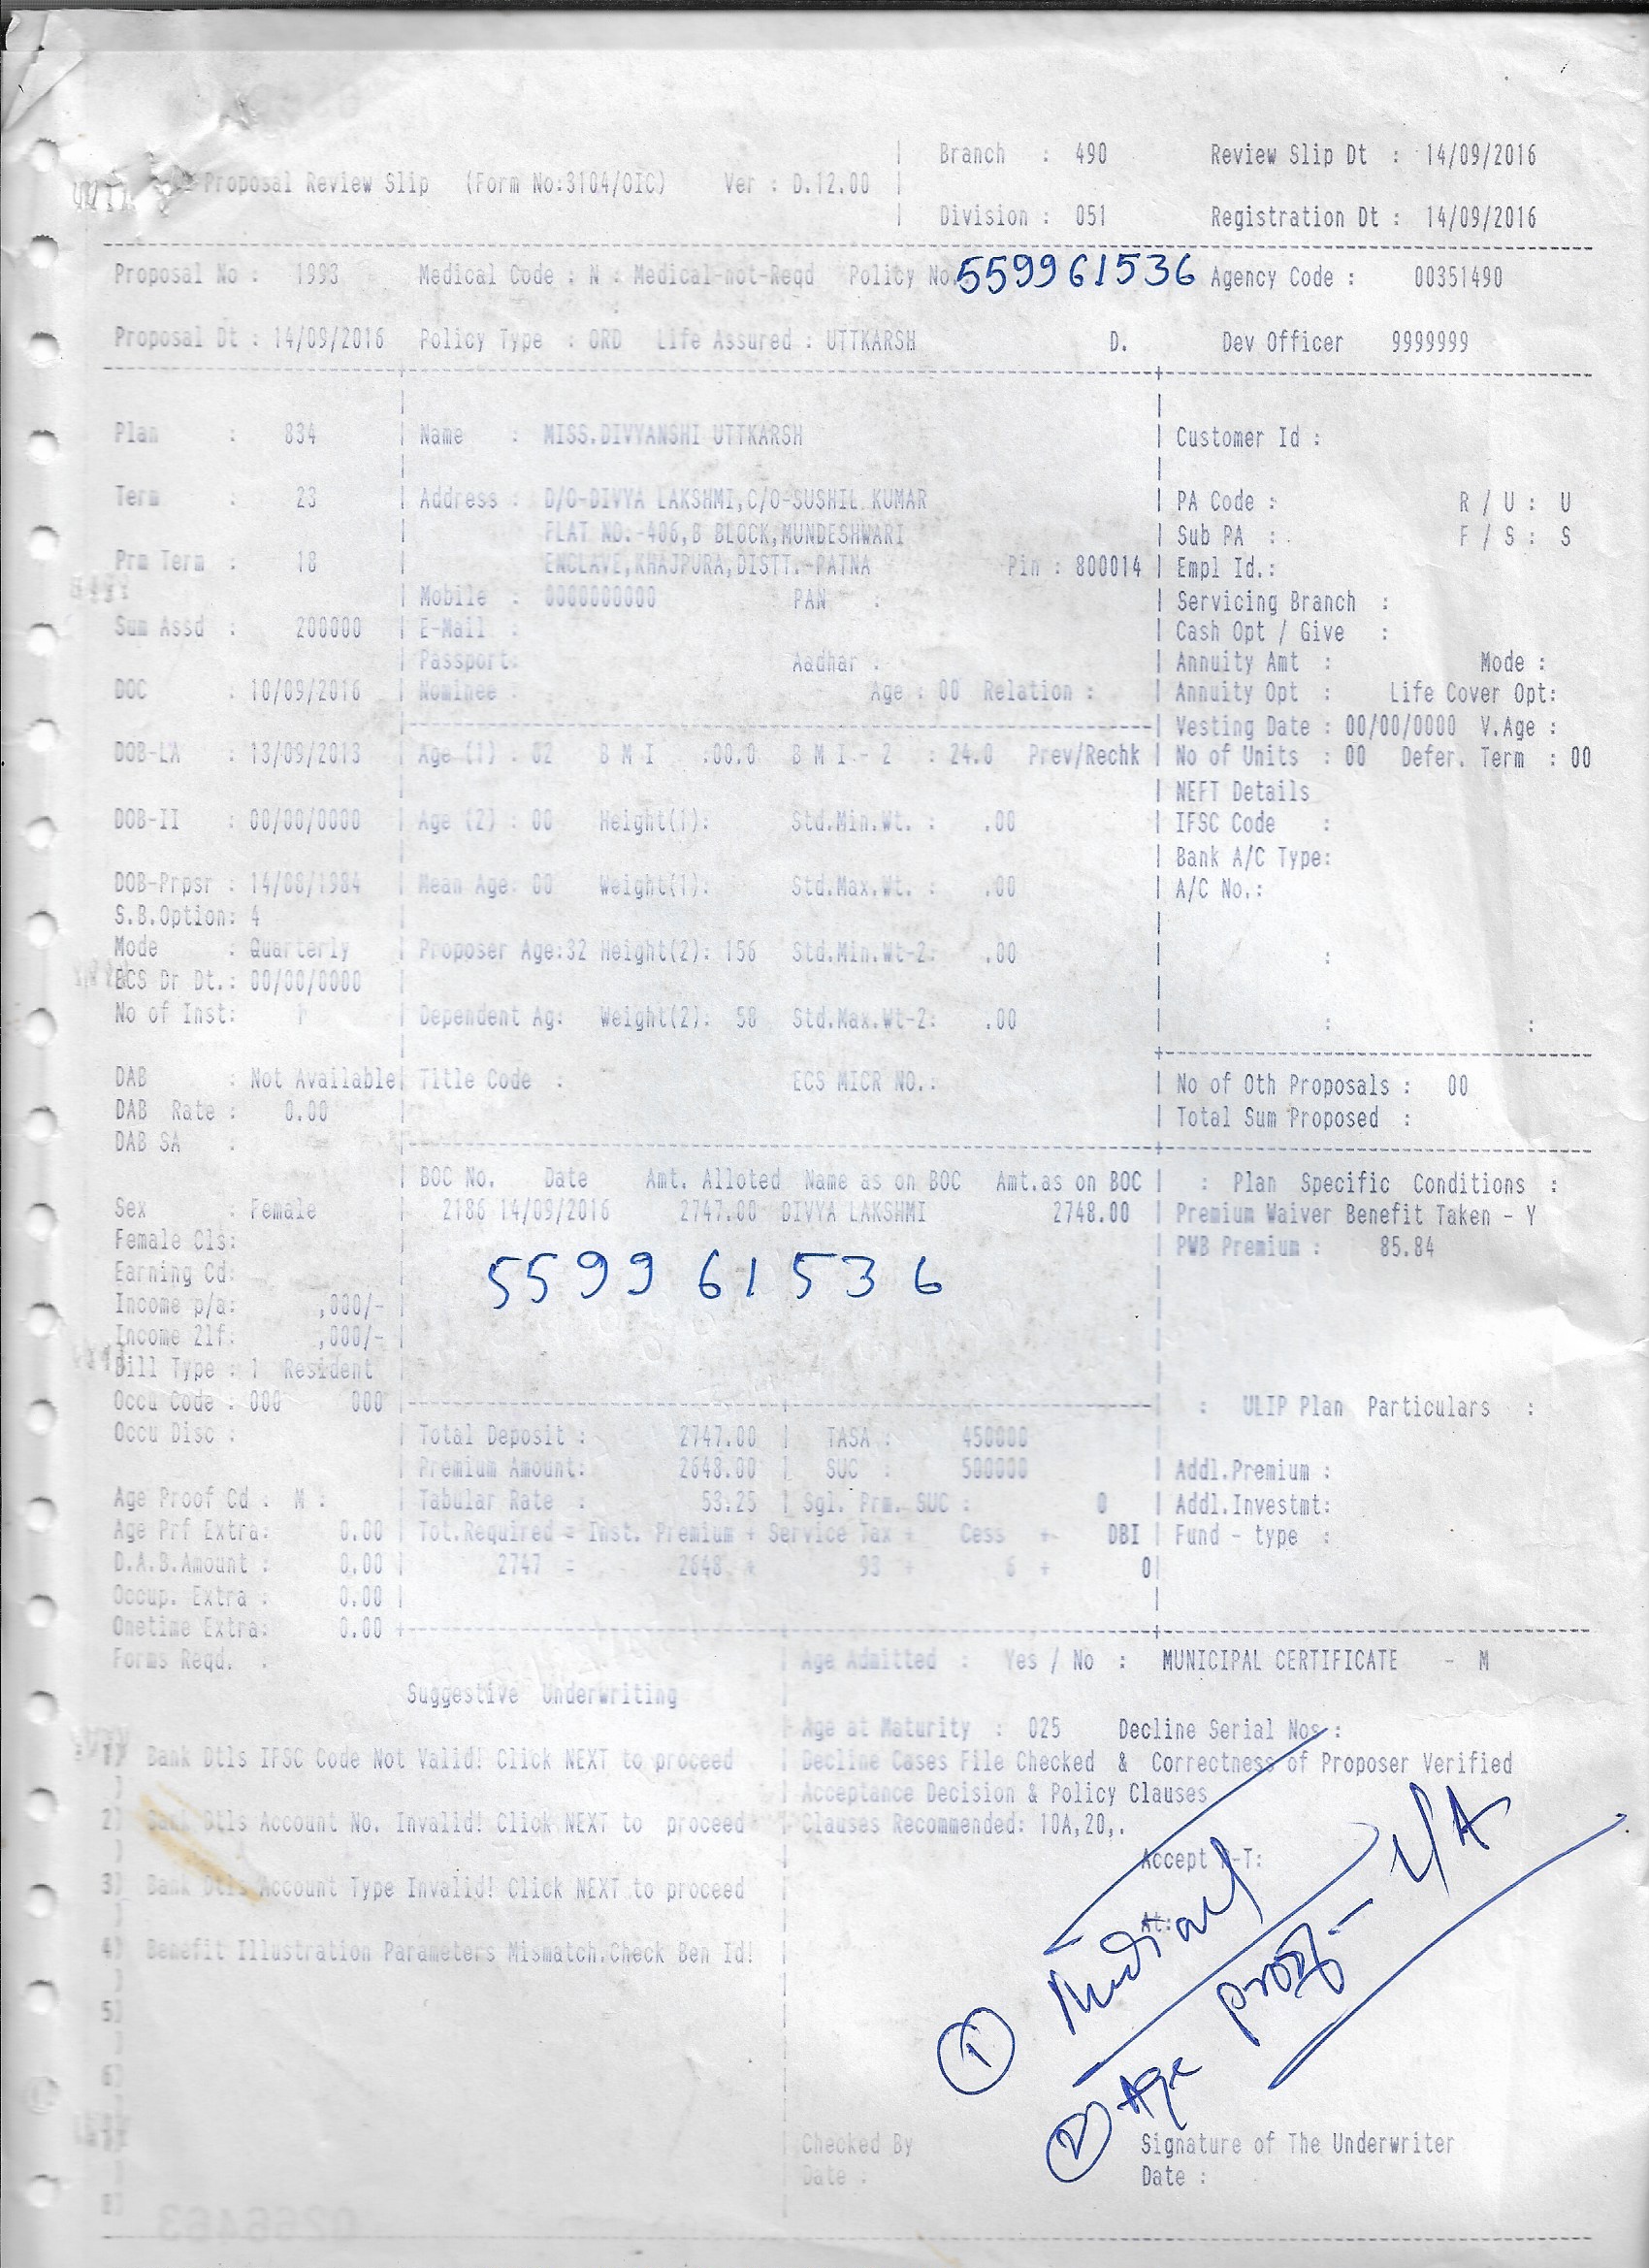 Branch : 490 Review Slip Dt : 14/09/2016
Proposal Review Slip (Form No:3104/OIC) Ver : D.12.00
Division : 051 Registration Dt : 14/09/2016
Proposal No : 1993 Medical Code : N : Medical-not-Reqd Policy No 559961536 Agency Code : 00351490
Proposal Dt : 14/09/2016 Policy Type : ORD Life Assured : UTTKARSH D. Dev Officer 9999999
Plan : 834 Name : MISS.DIVYANSHI UTTKARSH Customer Id :
Term : 23 Address : D/O-DIVYA LAKSHMI,C/O-SUSHIL KUMAR PA Code : R / U : U
FLAT NO.-406,B BLOCK,MUNDESHWARI Sub PA : F / S : S
Prm Term : 18 ENCLAVE,KHAJPURA,DISTT.-PATNA Pin : 800014 Empl Id.:
Mobile : 0000000000 PAN : Servicing Branch :
Sum Assd : 200000 E-Mail : Cash Opt / Give :
Passport: Aadhar : Annuity Amt : Mode :
DOC : 10/09/2016 Nominee : Age : 00 Relation : Annuity Opt : Life Cover Opt:
Vesting Date : 00/00/0000 V.Age :
DOB-LA : 13/09/2013 Age (1) : 02 B M I :00.0 B M I - 2 : 24.0 Prev/Rechk No of Units : 00 Defer. Term : 00
NEFT Details
DOB-II : 00/00/0000 Age (2) : 00 Height(1): Std.Min.Wt. : .00 IFSC Code :
Bank A/C Type:
DOB-Prpsr : 14/08/1984 Mean Age: 00 Weight(1): Std.Max.Wt. : .00 A/C No.:
S.B.Option: 4
Mode : Quarterly Proposer Age:32 Height(2): 156 Std.Min.Wt-2: .00 :
ECS Dr Dt.: 00/00/0000
No of Inst: 1 Dependent Ag: Weight(2): 58 Std.Max.Wt-2: .00 : :
DAB : Not Available Title Code : ECS MICR NO.: No of Oth Proposals : 00
DAB Rate : 0.00 Total Sum Proposed :
DAB SA :
BOC No. Date Amt. Alloted Name as on BOC Amt.as on BOC : Plan Specific Conditions :
Sex : Female 2186 14/09/2016 2747.00 DIVYA LAKSHMI 2748.00 Premium Waiver Benefit Taken - Y
Female Cls: PWB Premium : 85.84
Earning Cd: 559961536
Income p/a: ,000/-
Income 2lf: ,000/-
Bill Type : 1 Resident
Occu Code : 000 000 : ULIP Plan Particulars :
Occu Disc : Total Deposit : 2747.00 TASA : 450000
Premium Amount: 2648.00 SUC : 500000 Addl.Premium :
Age Proof Cd : M : Tabular Rate : 53.25 Sgl. Prm. SUC : 0 Addl.Investmt:
Age Prf Extra: 0.00 Tot.Required = Inst. Premium + Service Tax + Cess + DBI Fund - type :
D.A.B.Amount : 0.00 2747 = 2648 + 93 + 6 + 0
Occup. Extra : 0.00
Onetime Extra: 0.00
Forms Reqd. : Age Admitted : Yes / No : MUNICIPAL CERTIFICATE - M
Suggestive Underwriting
Age at Maturity : 025 Decline Serial Nos :
1) Bank Dtls IFSC Code Not Valid! Click NEXT to proceed Decline Cases File Checked & Correctness of Proposer Verified
) Acceptance Decision & Policy Clauses
2) Bank Dtls Account No. Invalid! Click NEXT to proceed Clauses Recommended: 10A,20,.
) Accept -T:
3) Bank Dtls Account Type Invalid! Click NEXT to proceed
) At:
4) Benefit Illustration Parameters Mismatch.Check Ben Id!
)
5)
6)
① 
② Age proof -
Checked By Signature of The Underwriter
Date : Date :
8)
0266463